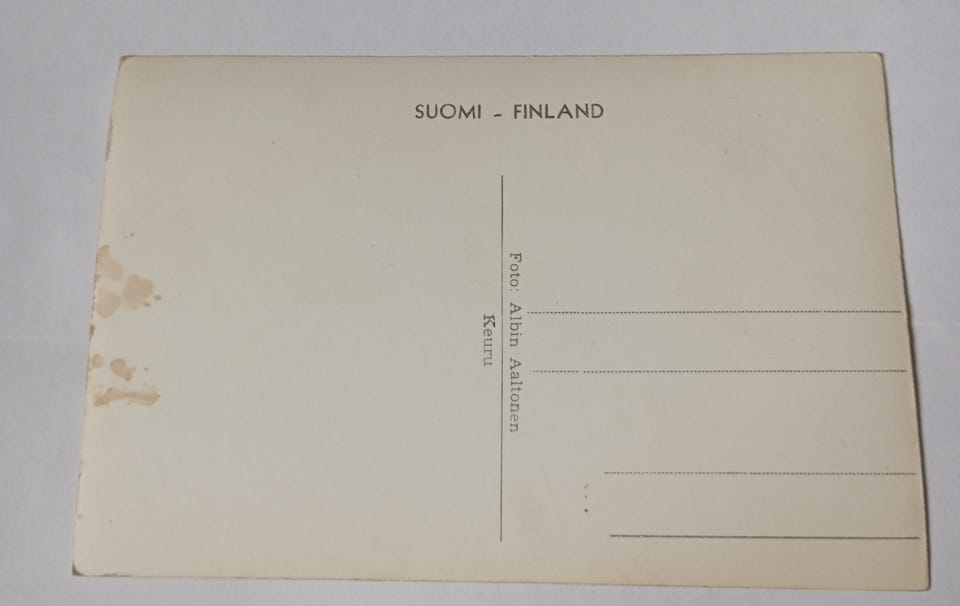 SUOMI - FINLAND
Foto: Albin Aaltonen
Keuru